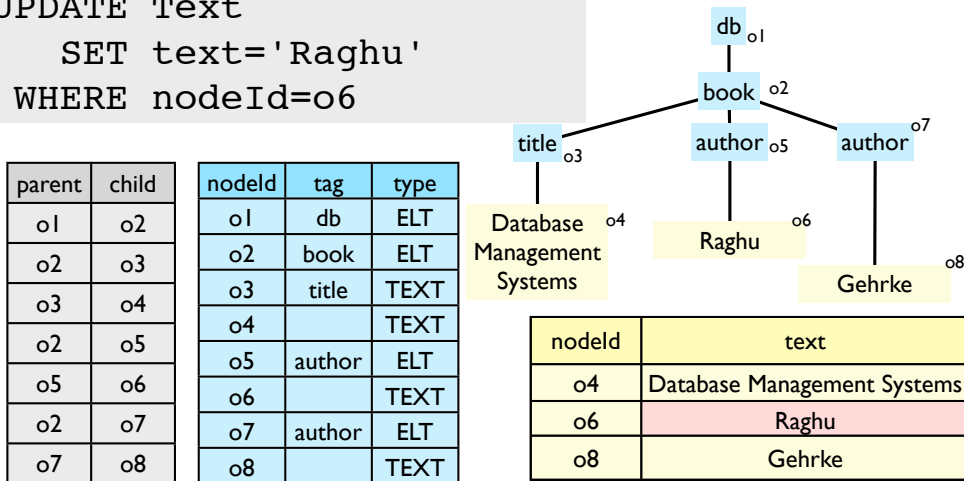 UPDATE Text
SET text='Raghu'
WHERE nodeId=o6
db o1
book o2
title o3
author o5
author o7
Database Management Systems o4
Raghu o6
Gehrke o8
parent child
o1 o2
o2 o3
o3 o4
o2 o5
o5 o6
o2 o7
o7 o8
nodeId tag type
o1 db ELT
o2 book ELT
o3 title TEXT
o4 TEXT
o5 author ELT
o6 TEXT
o7 author ELT
o8 TEXT
nodeId text
o4 Database Management Systems
o6 Raghu
o8 Gehrke